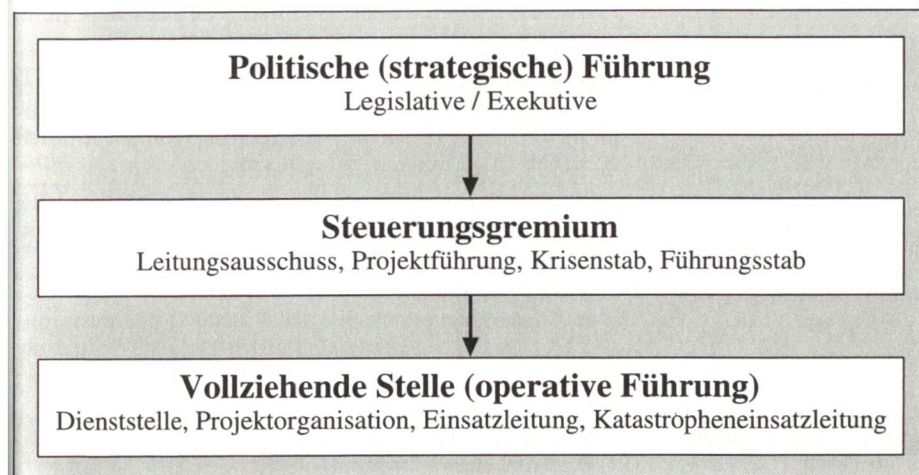 Politische (strategische) Führung
Legislative / Exekutive
Steuerungsgremium
Leitungsausschuss, Projektführung, Krisenstab, Führungsstab
Vollziehende Stelle (operative Führung)
Dienststelle, Projektorganisation, Einsatzleitung, Katastropheneinsatzleitung